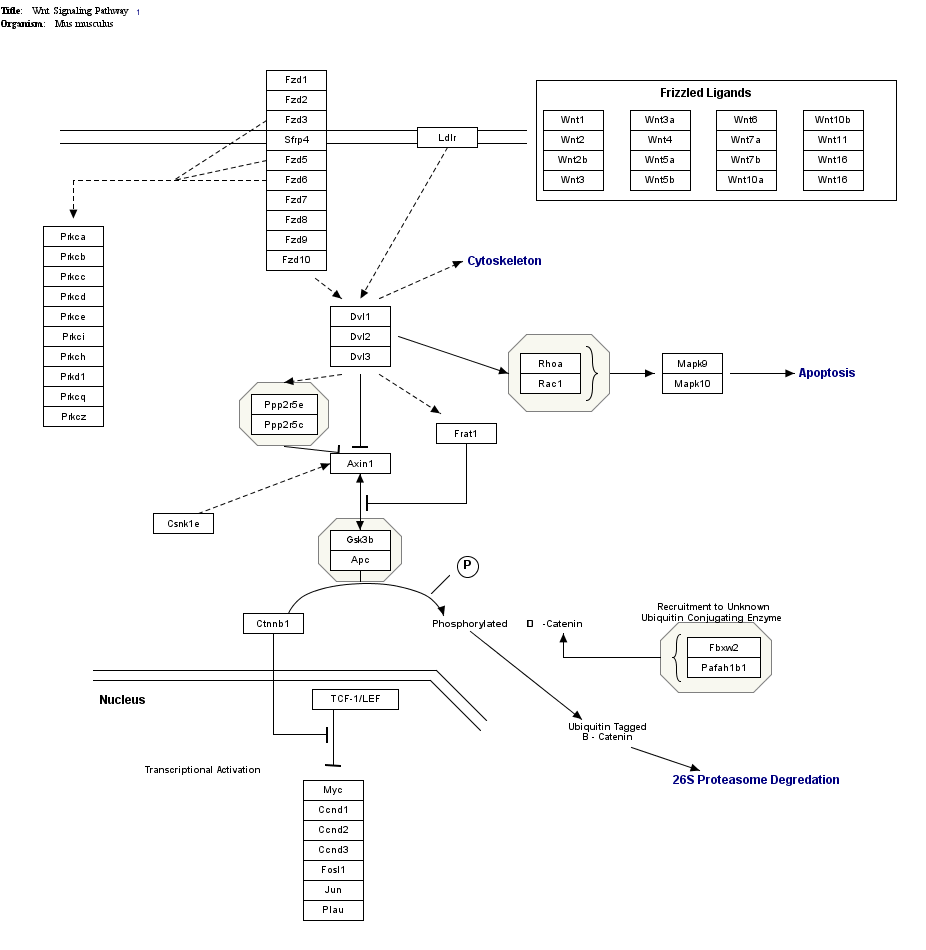 Title: Wnt Signaling Pathway 1
Organism: Mus musculus
Fzd1
Fzd2
Fzd3
Sfrp4
Fzd5
Fzd6
Fzd7
Fzd8
Fzd9
Fzd10
Ldlr
Frizzled Ligands
Wnt1 Wnt3a Wnt6 Wnt10b
Wnt2 Wnt4 Wnt7a Wnt11
Wnt2b Wnt5a Wnt7b Wnt16
Wnt3 Wnt5b Wnt10a Wnt16
Prkca
Prkcb
Prkcc
Prkcd
Prkce
Prkci
Prkch
Prkd1
Prkcq
Prkcz
Cytoskeleton
Dvl1
Dvl2
Dvl3
Rhoa
Rac1
Mapk9
Mapk10
Apoptosis
Ppp2r5e
Ppp2r5c
Frat1
Axin1
Csnk1e
Gsk3b
Apc
P
Ctnnb1
Phosphorylated -Catenin
Recruitment to Unknown
Ubiquitin Conjugating Enzyme
Fbxw2
Pafah1b1
Nucleus
TCF-1/LEF
Ubiquitin Tagged
B - Catenin
Transcriptional Activation
26S Proteasome Degredation
Myc
Ccnd1
Ccnd2
Ccnd3
Fosl1
Jun
Plau